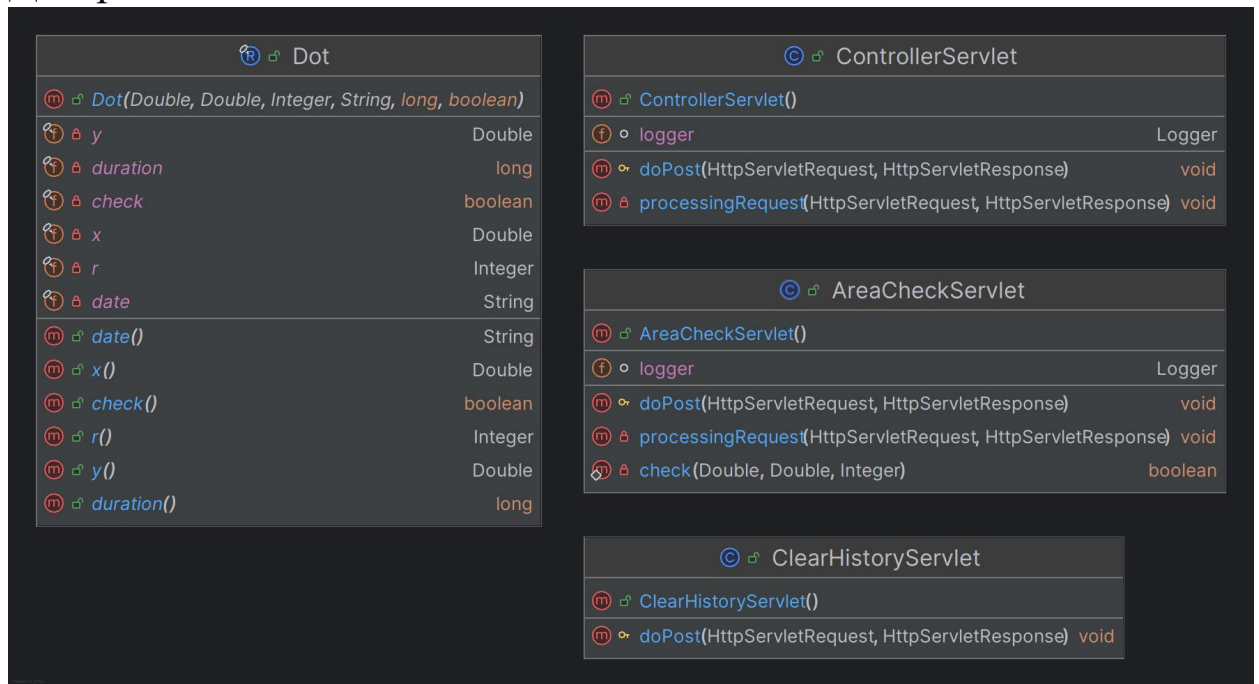 Dot
Dot(Double, Double, Integer, String, long, boolean)
y Double
duration long
check boolean
x Double
r Integer
date String
date() String
x() Double
check() boolean
r() Integer
y() Double
duration() long
ControllerServlet
ControllerServlet()
logger Logger
doPost(HttpServletRequest, HttpServletResponse) void
processingRequest(HttpServletRequest, HttpServletResponse) void
AreaCheckServlet
AreaCheckServlet()
logger Logger
doPost(HttpServletRequest, HttpServletResponse) void
processingRequest(HttpServletRequest, HttpServletResponse) void
check(Double, Double, Integer) boolean
ClearHistoryServlet
ClearHistoryServlet()
doPost(HttpServletRequest, HttpServletResponse) void